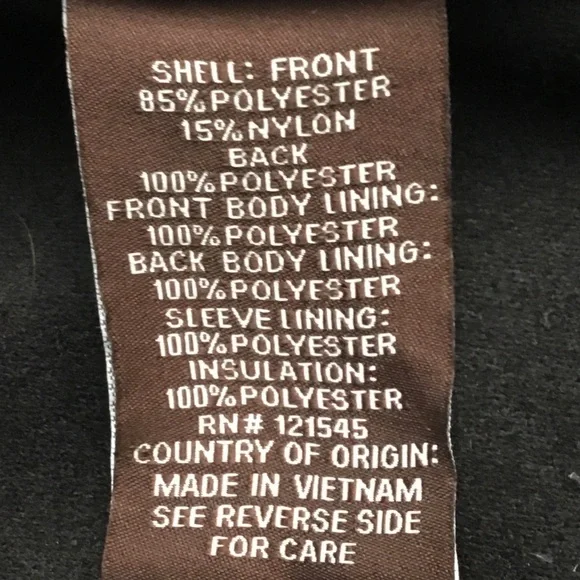 SHELL: FRONT
85%POLYESTER
15%NYLON
BACK
100%POLYESTER
FRONT BODY LINING:
100%POLYESTER
BACK BODY LINING:
100%POLYESTER
SLEEVE LINING:
100%POLYESTER
INSULATION:
100%POLYESTER
RN# 121545
COUNTRY OF ORIGIN:
MADE IN VIETNAM
SEE REVERSE SIDE
FOR CARE